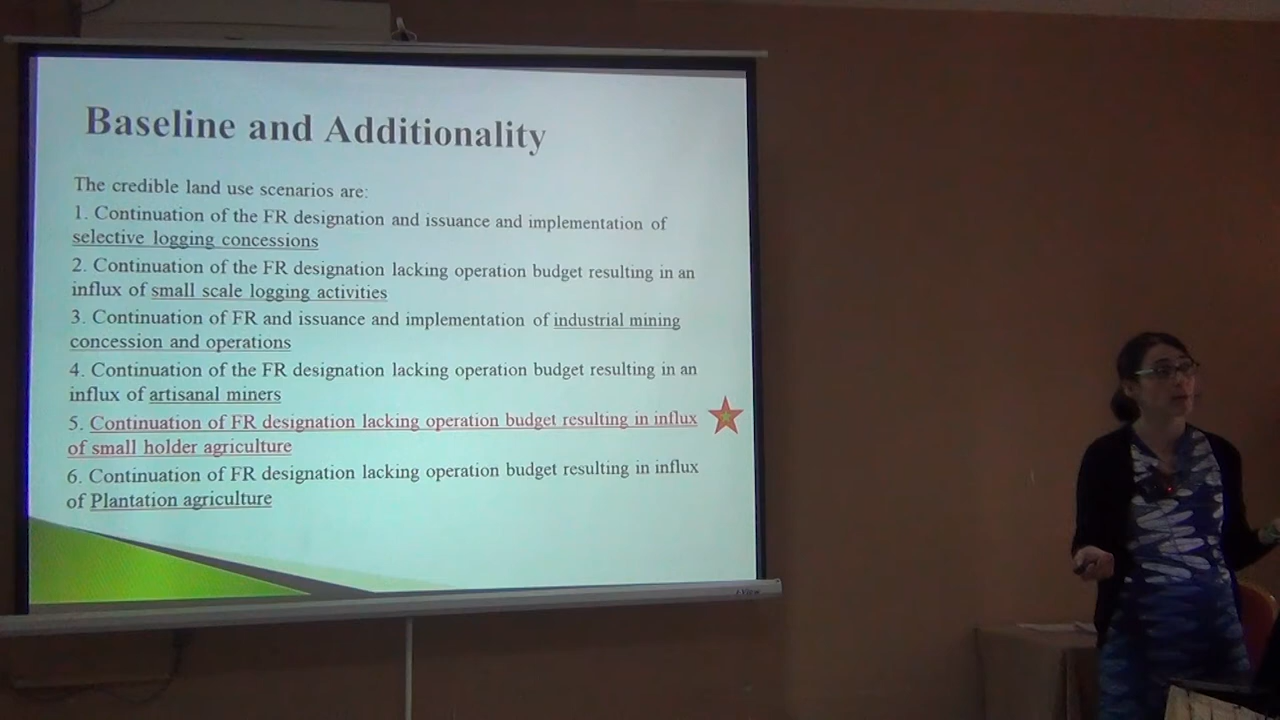 Baseline and Additionality
The credible land use scenarios are:
1. Continuation of the FR designation and issuance and implementation of
selective logging concessions
2. Continuation of the FR designation lacking operation budget resulting in an
influx of small scale logging activities
3. Continuation of FR and issuance and implementation of industrial mining
concession and operations
4. Continuation of the FR designation lacking operation budget resulting in an
influx of artisanal miners
5. Continuation of FR designation lacking operation budget resulting in influx
of small holder agriculture
6. Continuation of FR designation lacking operation budget resulting in influx
of Plantation agriculture